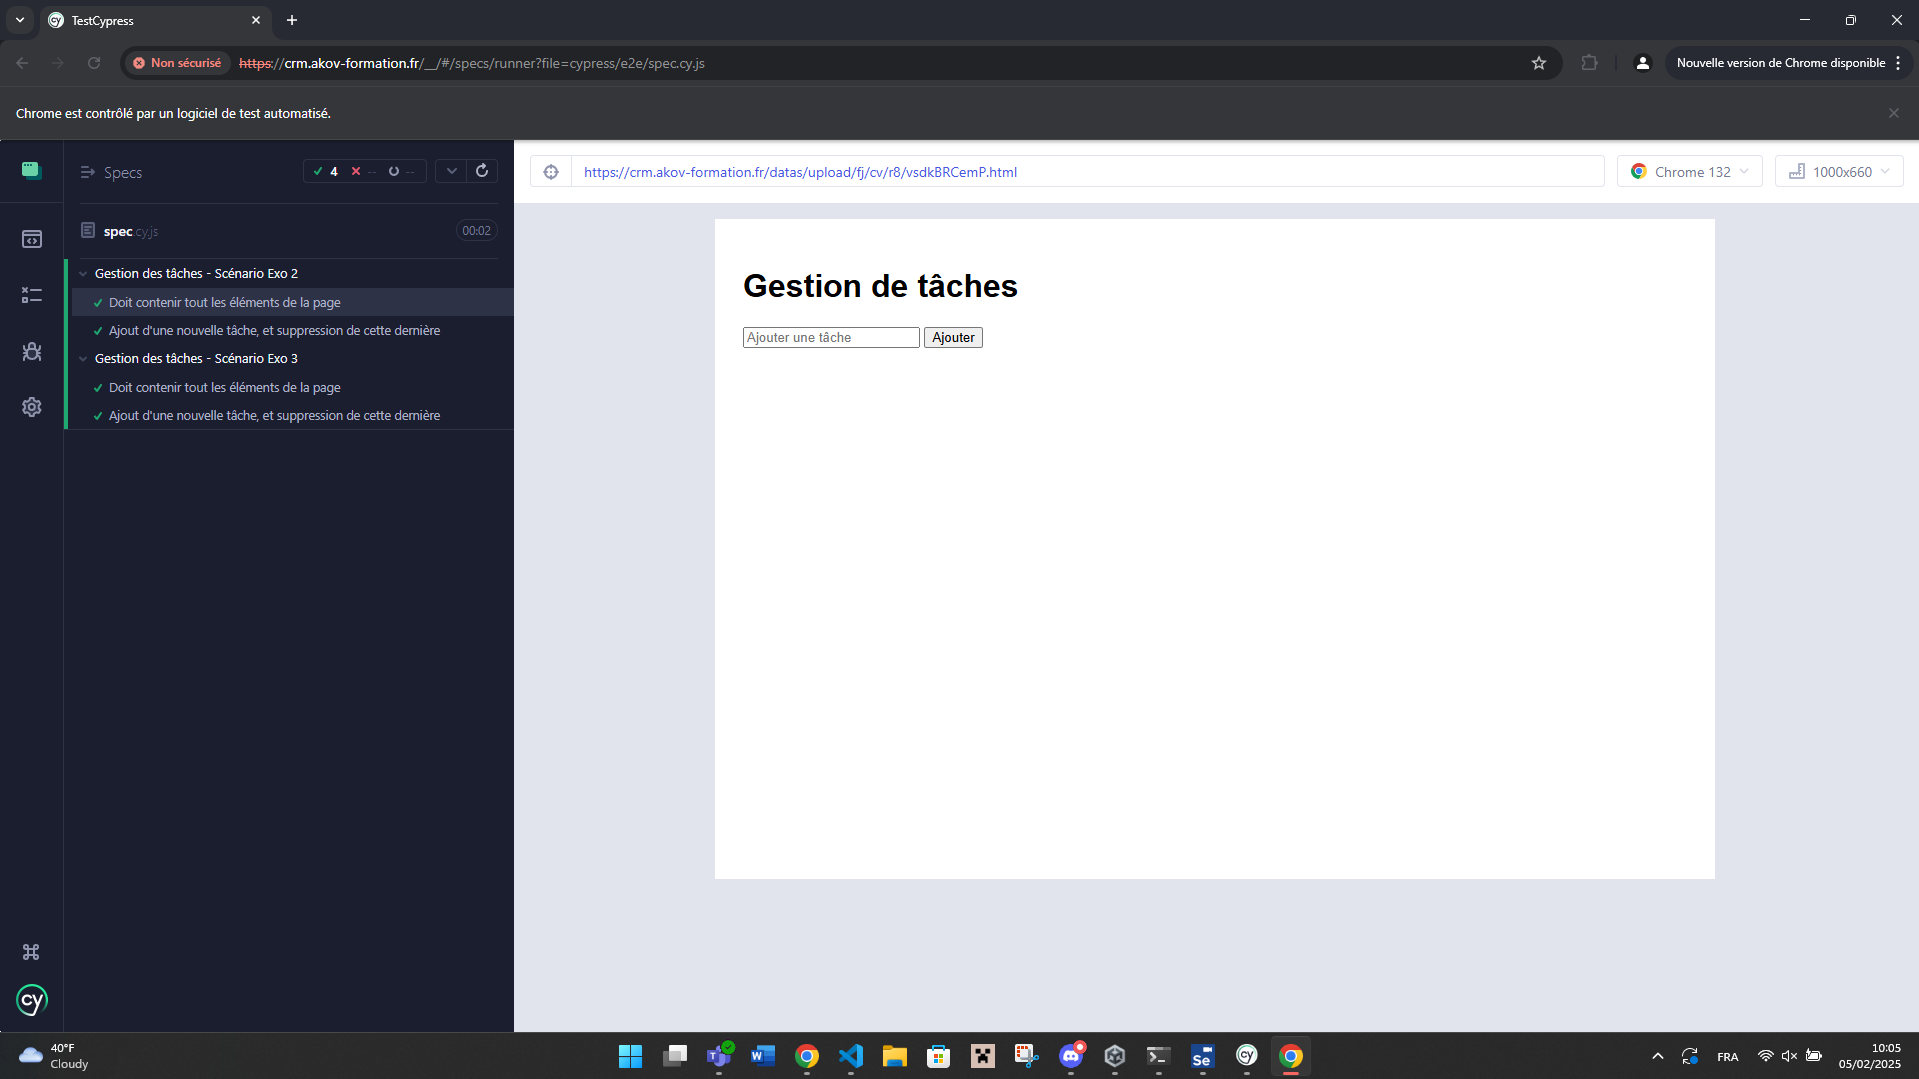 TestCypress
Non sécurisé https://crm.akov-formation.fr/__/#/specs/runner?file=cypress/e2e/spec.cy.js
Nouvelle version de Chrome disponible
Chrome est contrôlé par un logiciel de test automatisé.
Specs
4 -- --
https://crm.akov-formation.fr/datas/upload/fj/cv/r8/vsdkBRCemP.html
Chrome 132
1000x660
spec.cy.js
00:02
Gestion des tâches - Scénario Exo 2
Doit contenir tout les éléments de la page
Ajout d'une nouvelle tâche, et suppression de cette dernière
Gestion des tâches - Scénario Exo 3
Doit contenir tout les éléments de la page
Ajout d'une nouvelle tâche, et suppression de cette dernière
Gestion de tâches
Ajouter une tâche
Ajouter
cy
40°F
Cloudy
Se
cy
FRA
10:05
05/02/2025